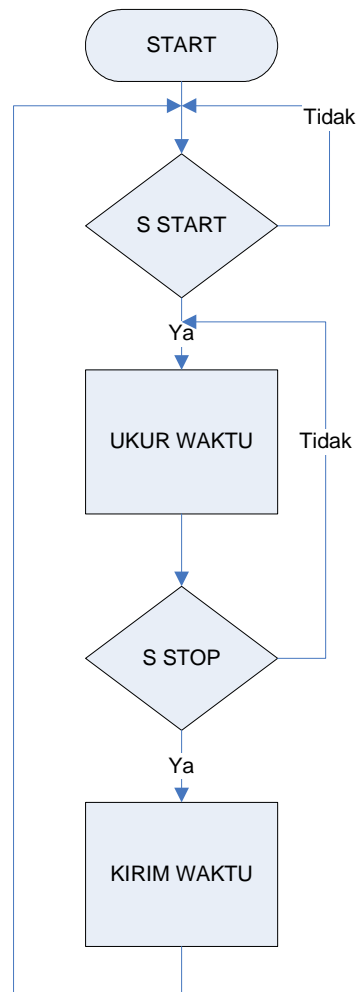 START
Tidak
S START
Ya
UKUR WAKTU
Tidak
S STOP
Ya
KIRIM WAKTU